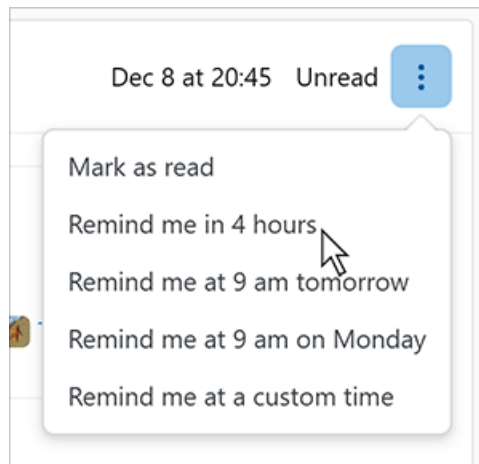 Dec 8 at 20:45 Unread
Mark as read
Remind me in 4 hours
Remind me at 9 am tomorrow
Remind me at 9 am on Monday
Remind me at a custom time